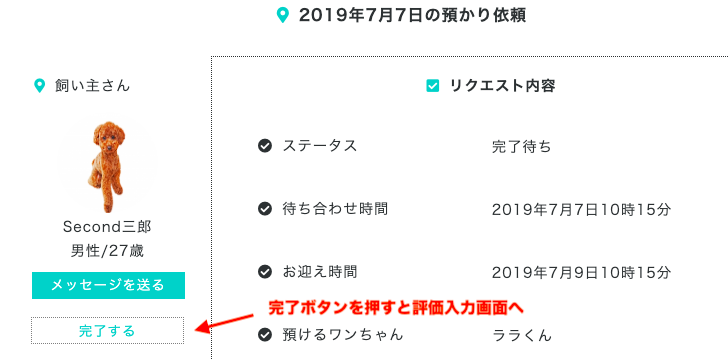 2019年7月7日の預かり依頼
飼い主さん
Second三郎
男性/27歳
メッセージを送る
完了する
リクエスト内容
ステータス 完了待ち
待ち合わせ時間 2019年7月7日10時15分
お迎え時間 2019年7月9日10時15分
完了ボタンを押すと評価入力画面へ
預けるワンちゃん ララくん